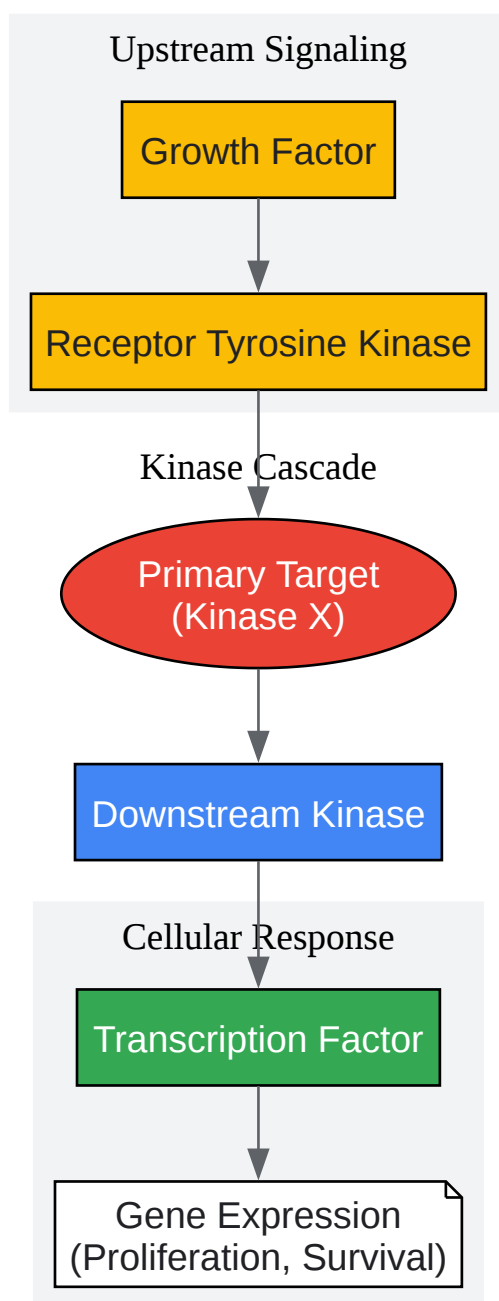 Upstream Signaling
Growth Factor
Receptor Tyrosine Kinase
Kinase Cascade
Primary Target
(Kinase X)
Downstream Kinase
Cellular Response
Transcription Factor
Gene Expression
(Proliferation, Survival)